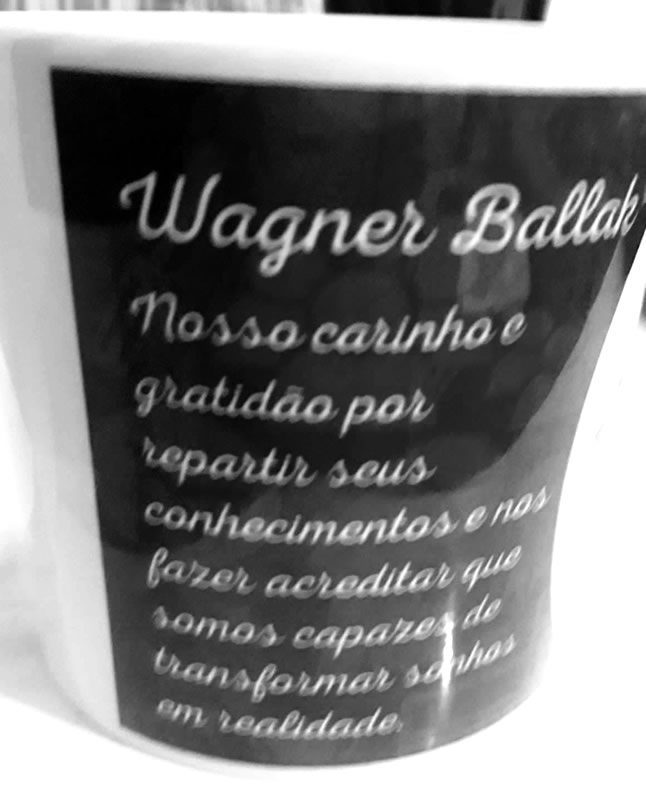 Wagner Ballak
Nosso carinho e
gratidão por
repartir seus
conhecimentos e nos
fazer acreditar que
somos capazes de
transformar sonhos
em realidade.